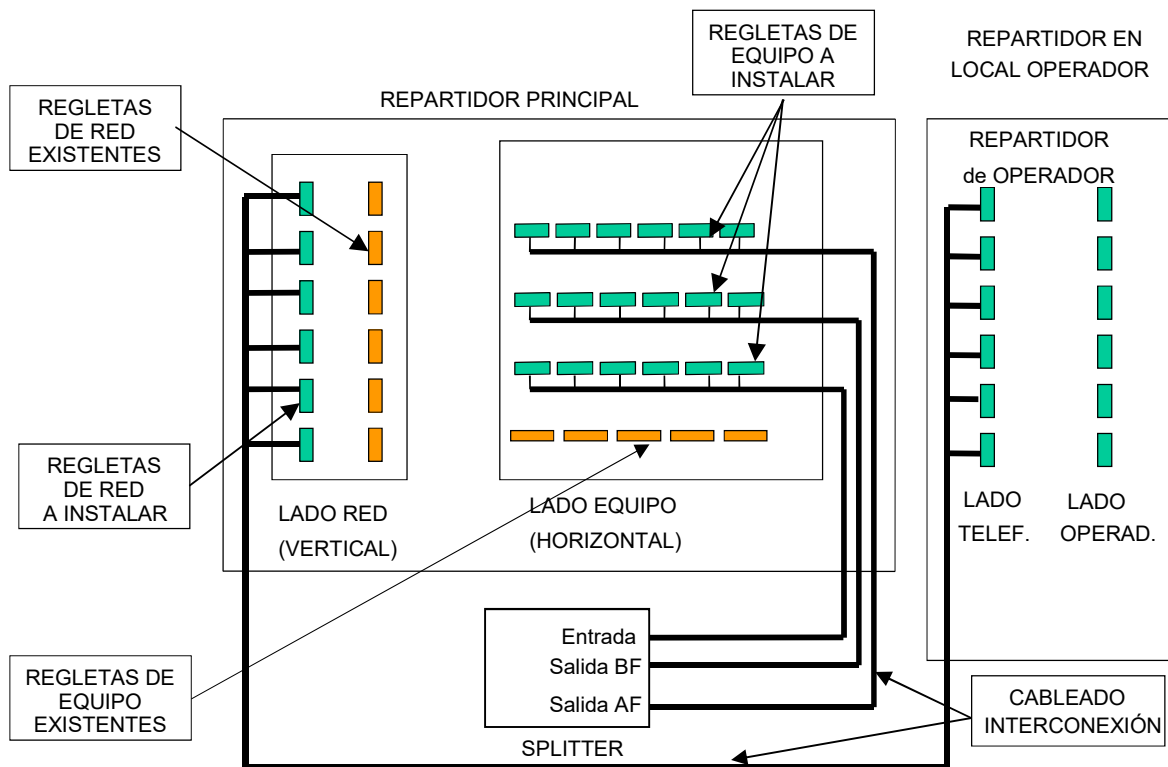 REGLETAS DE
EQUIPO A
INSTALAR
REPARTIDOR EN
LOCAL OPERADOR
REGLETAS
DE RED
EXISTENTES
REPARTIDOR PRINCIPAL
REPARTIDOR
de OPERADOR
REGLETAS
DE RED
A INSTALAR
LADO RED
(VERTICAL)
LADO EQUIPO
(HORIZONTAL)
LADO
TELEF.
LADO
OPERAD.
Entrada
Salida BF
Salida AF
SPLITTER
REGLETAS DE
EQUIPO
EXISTENTES
CABLEADO
INTERCONEXIÓN